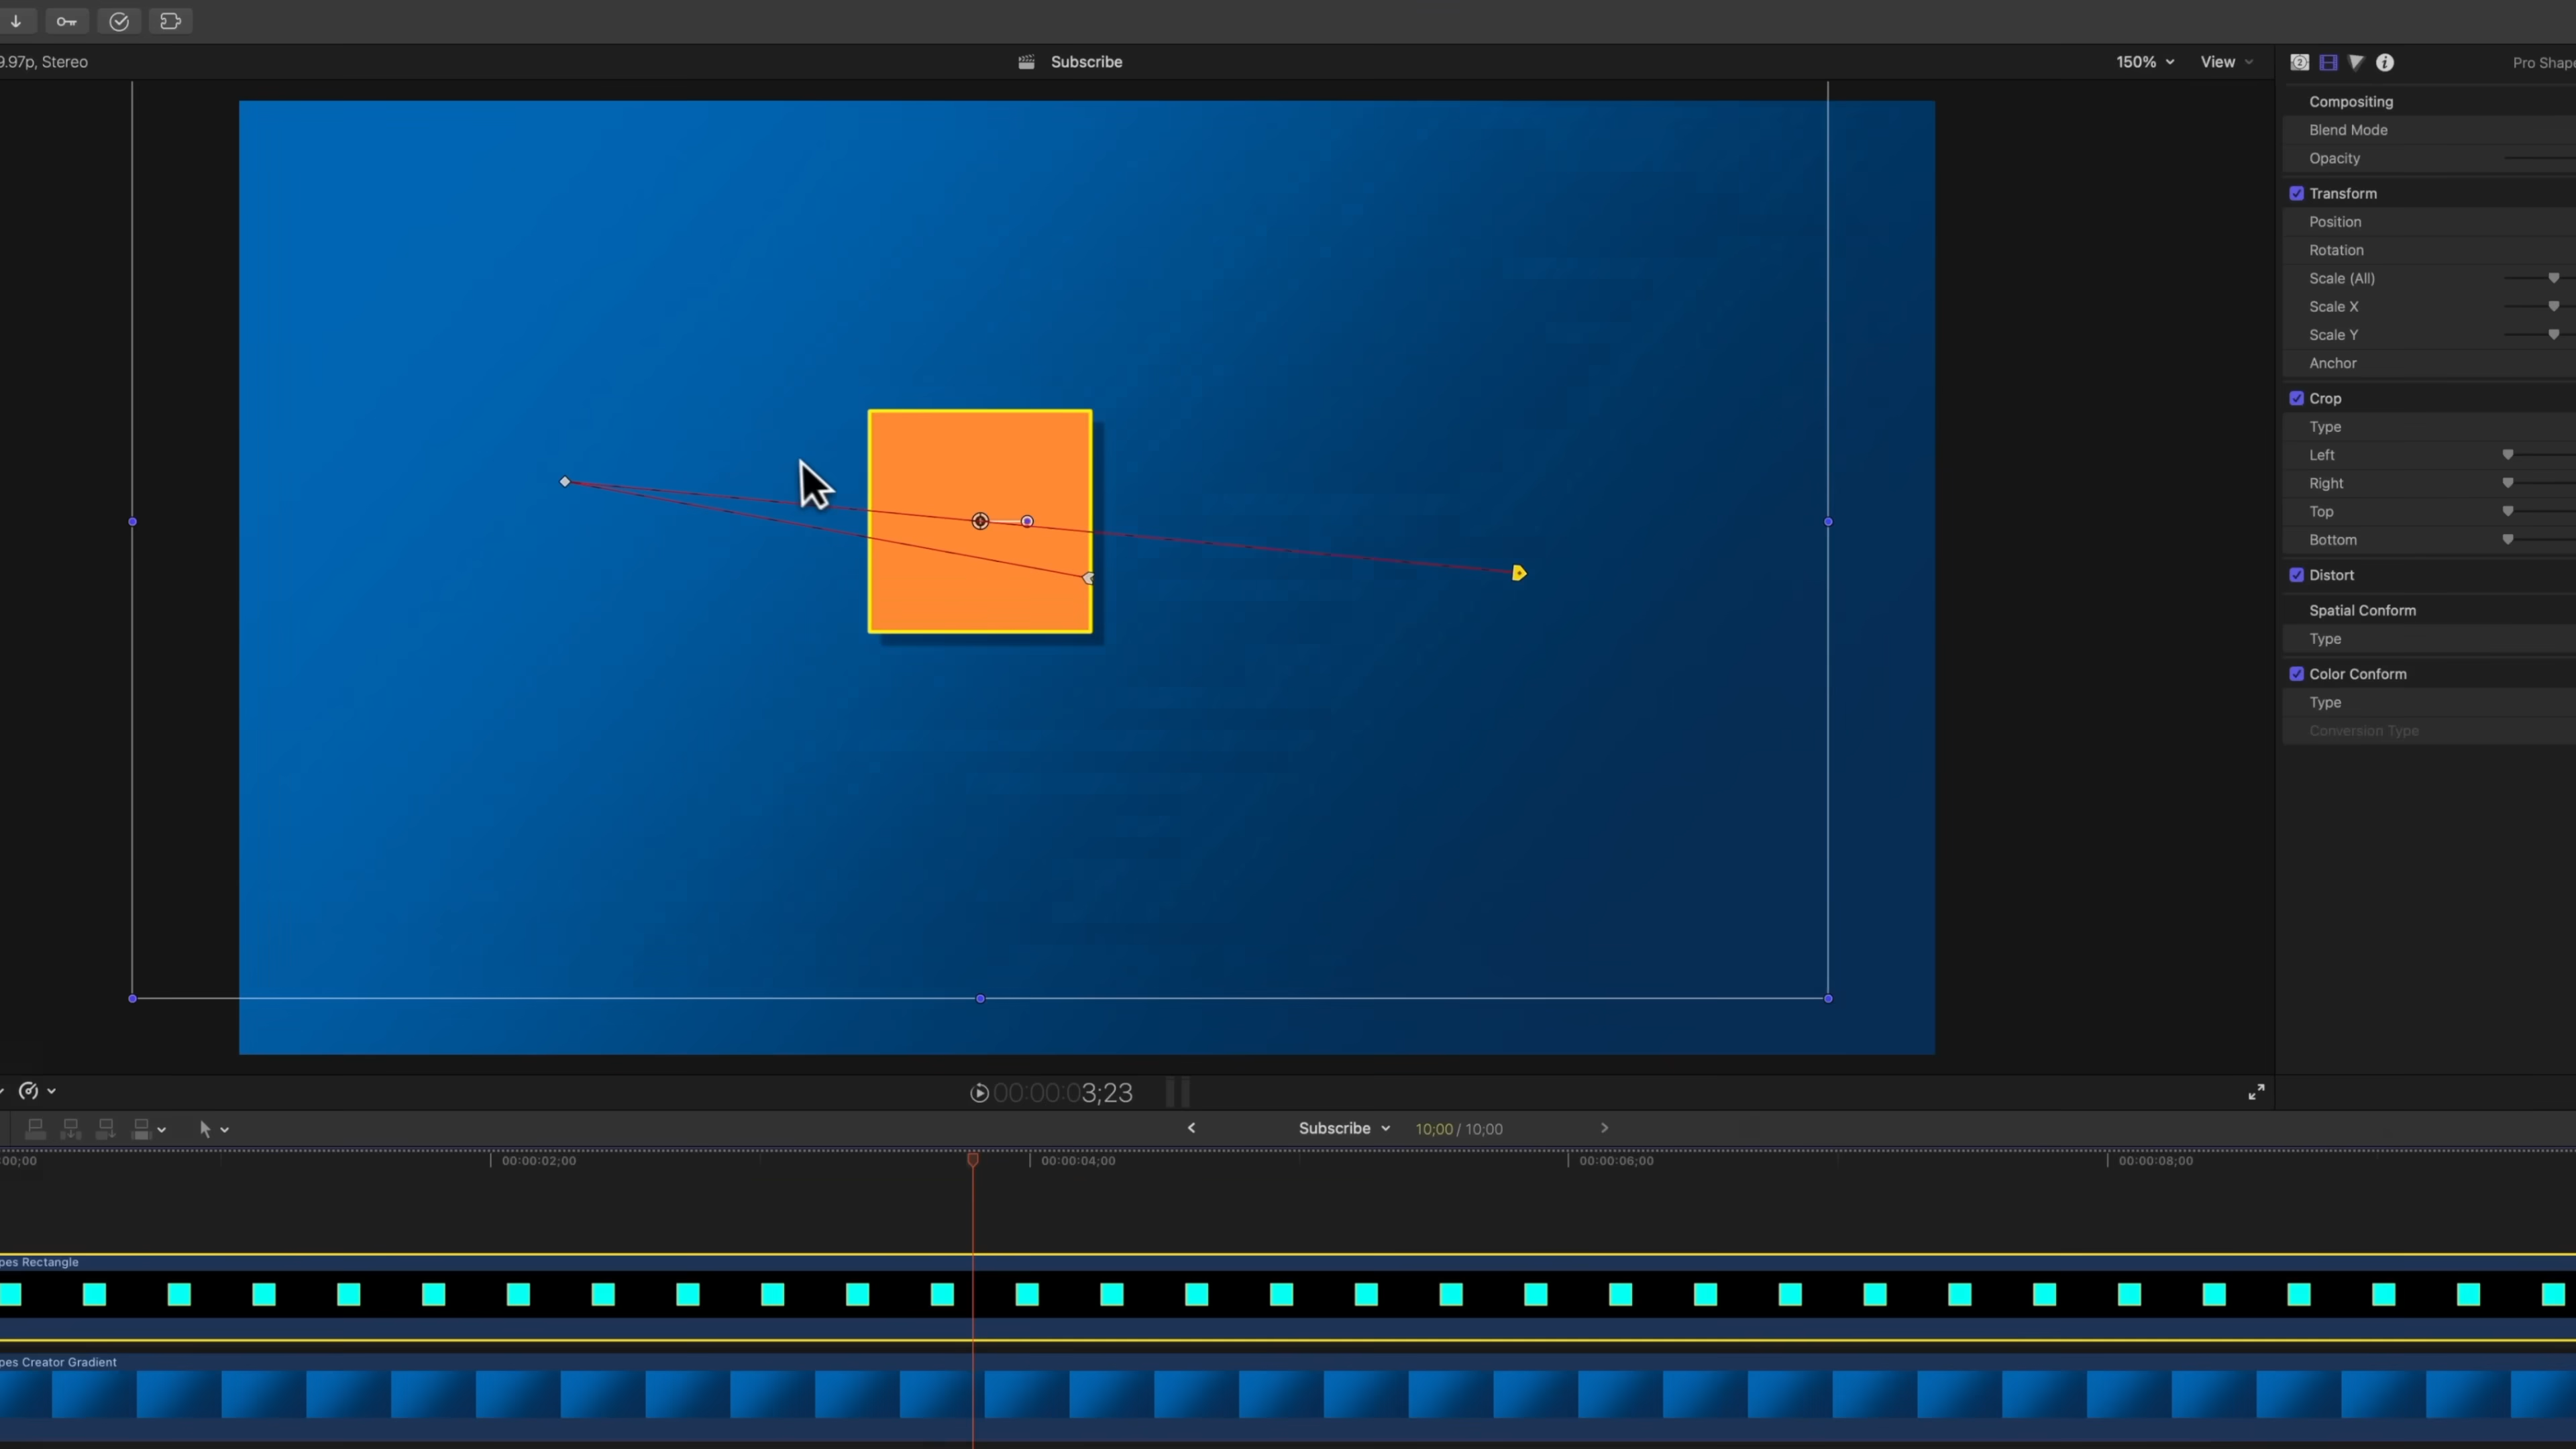 9.97p, Stereo
Subscribe
150%
View
Pro Shape
Compositing
Blend Mode
Opacity
Transform
Position
Rotation
Scale (All)
Scale X
Scale Y
Anchor
Crop
Type
Left
Right
Top
Bottom
Distort
Spatial Conform
Type
Color Conform
Type
Conversion Type
00:00:03;23
Subscribe
10;00 / 10;00
:00;00
00:00:02;00
00:00:04;00
00:00:06;00
00:00:08;00
pes Rectangle
pes Creator Gradient